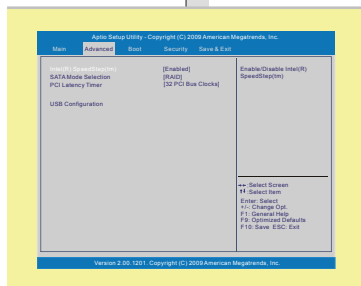 Aptio Setup Utility - Copyright (C) 2009 American Megatrends, Inc.
Main Advanced Boot Security Save & Exit
Intel(R) SpeedStep(tm) [Enabled]
SATA Mode Selection [RAID]
PCI Latency Timer [32 PCI Bus Clocks]
USB Configuration
Enable/Disable Intel(R)
SpeedStep(tm)
↔ :Select Screen
↕ :Select Item
Enter: Select
+/-: Change Opt.
F1: General Help
F9: Optimized Defaults
F10: Save ESC: Exit
Version 2.00.1201. Copyright (C) 2009 American Megatrends, Inc.